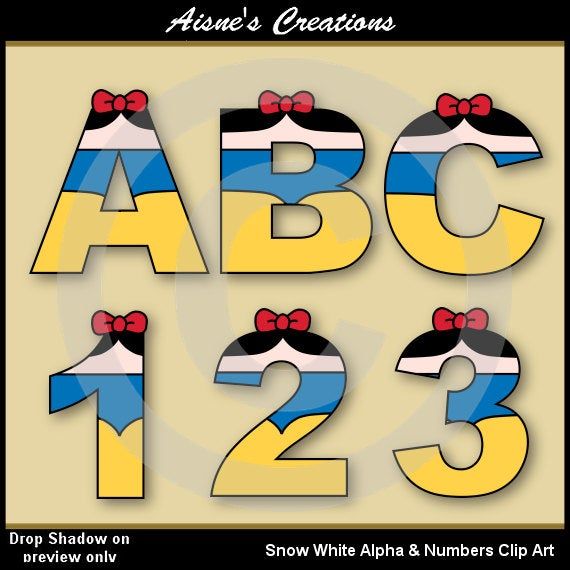 Aisne's Creations
ABC
123
Drop Shadow on
preview only
Snow White Alpha & Numbers Clip Art